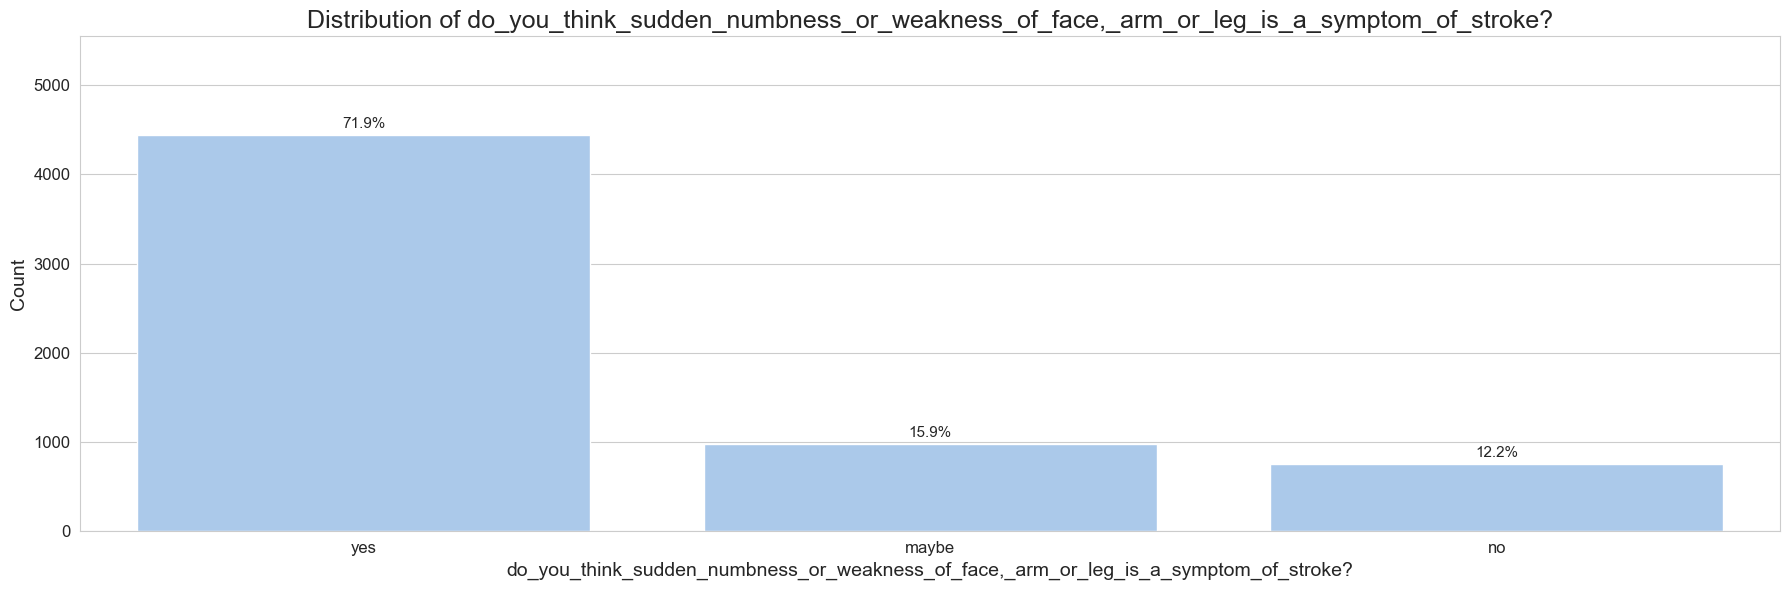 Distribution of do_you_think_sudden_numbness_or_weakness_of_face,_arm_or_leg_is_a_symptom_of_stroke?
5000
4000
3000
2000
1000
0
Count
71.9%
15.9%
12.2%
yes
maybe
no
do_you_think_sudden_numbness_or_weakness_of_face,_arm_or_leg_is_a_symptom_of_stroke?